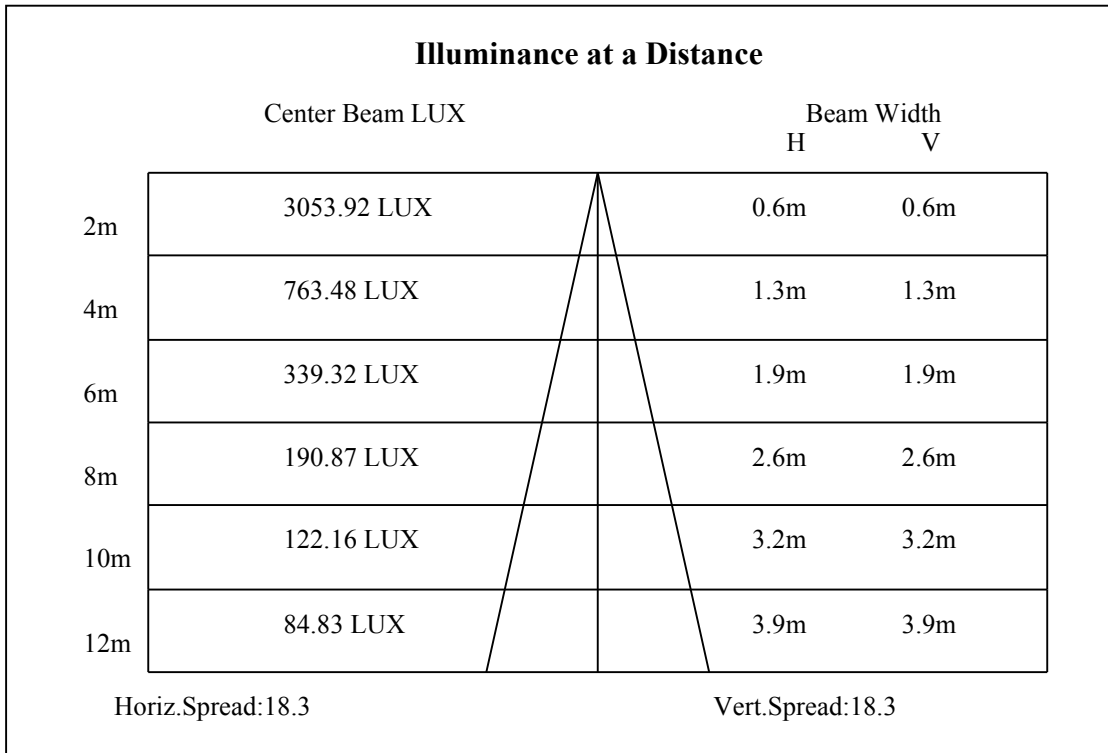 Illuminance at a Distance
Center Beam LUX Beam Width
H V
2m 3053.92 LUX 0.6m 0.6m
4m 763.48 LUX 1.3m 1.3m
6m 339.32 LUX 1.9m 1.9m
8m 190.87 LUX 2.6m 2.6m
10m 122.16 LUX 3.2m 3.2m
12m 84.83 LUX 3.9m 3.9m
Horiz.Spread:18.3 Vert.Spread:18.3